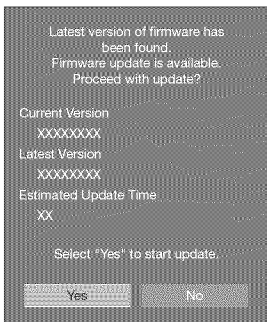 Latest version of firmware has
been found.
Firmware update is available.
Proceed with update?
Current Version
XXXXXXXX
Latest Version
XXXXXXXX
Estimated Update Time
XX
Select "Yes" to start update.
Yes
No